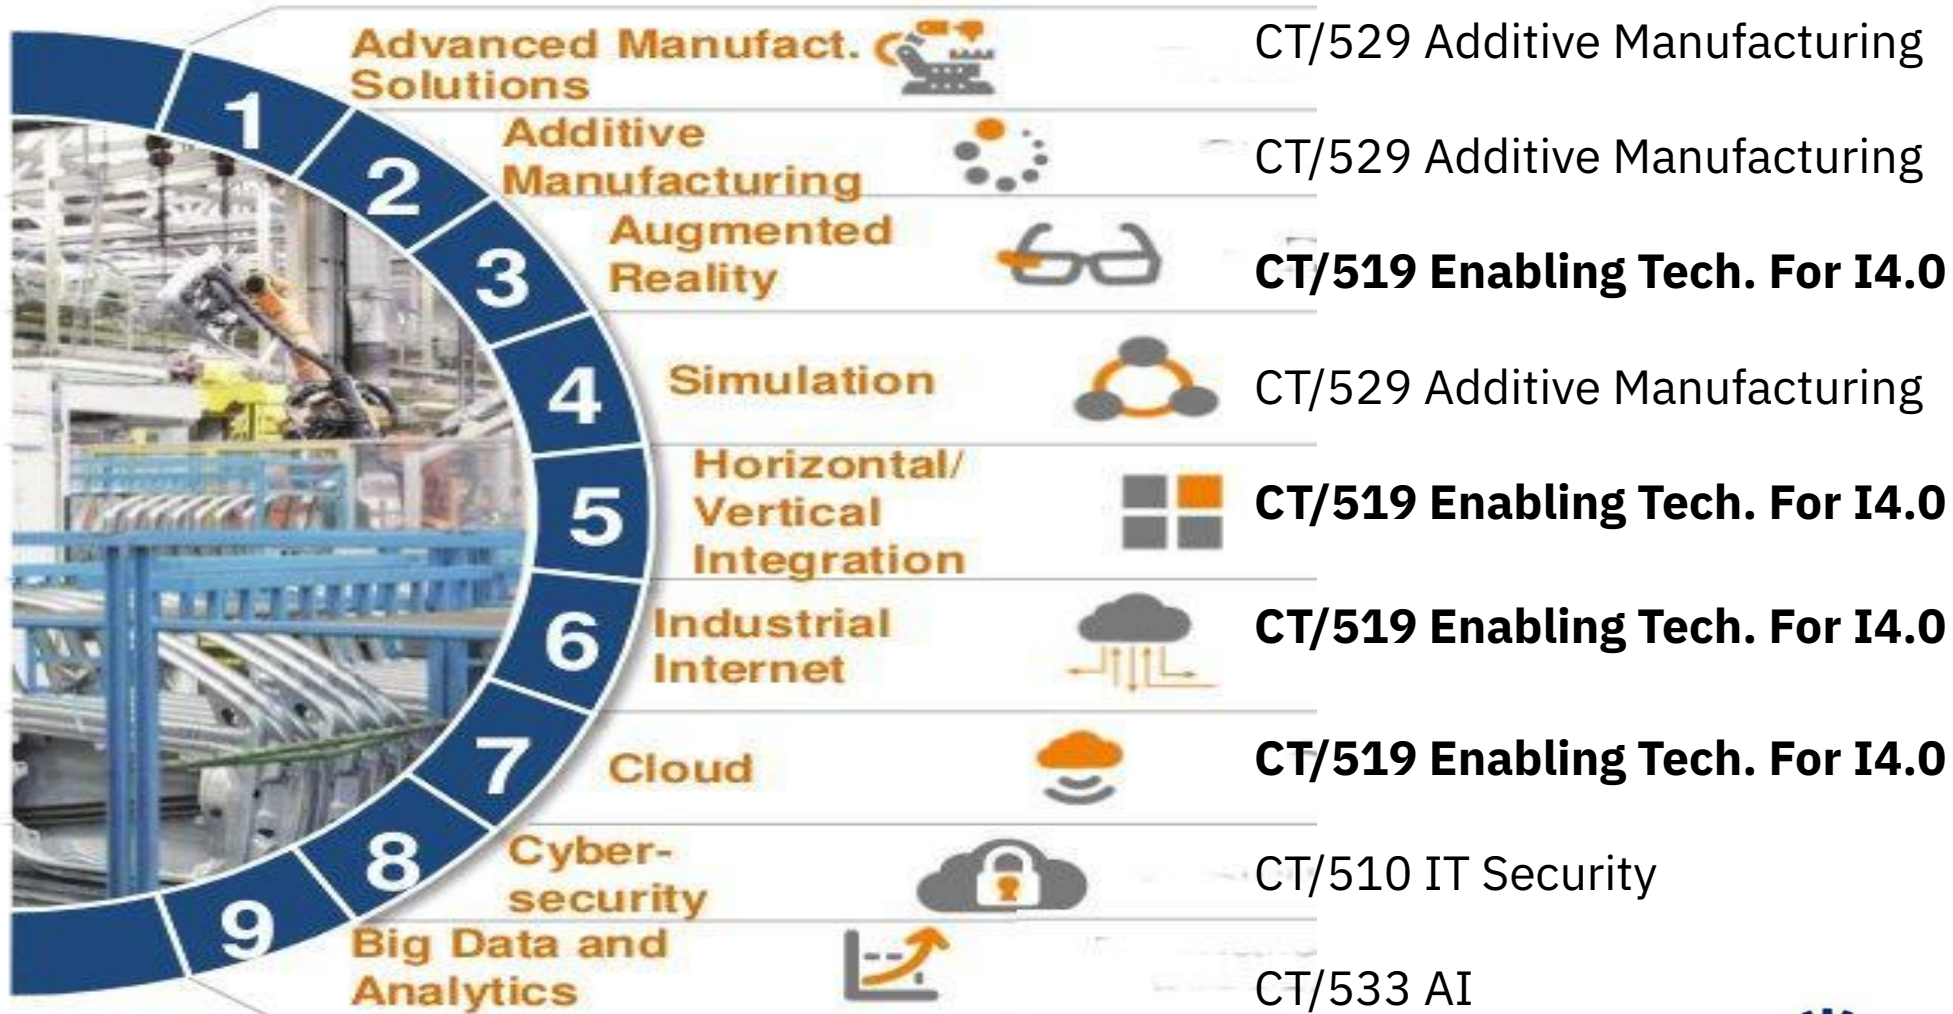 1
Advanced Manufact.
Solutions
CT/529 Additive Manufacturing
2
Additive
Manufacturing
CT/529 Additive Manufacturing
3
Augmented
Reality
CT/519 Enabling Tech. For I4.0
4
Simulation
CT/529 Additive Manufacturing
5
Horizontal/
Vertical
Integration
CT/519 Enabling Tech. For I4.0
6
Industrial
Internet
CT/519 Enabling Tech. For I4.0
7
Cloud
CT/519 Enabling Tech. For I4.0
8
Cyber-
security
CT/510 IT Security
9
Big Data and
Analytics
CT/533 AI